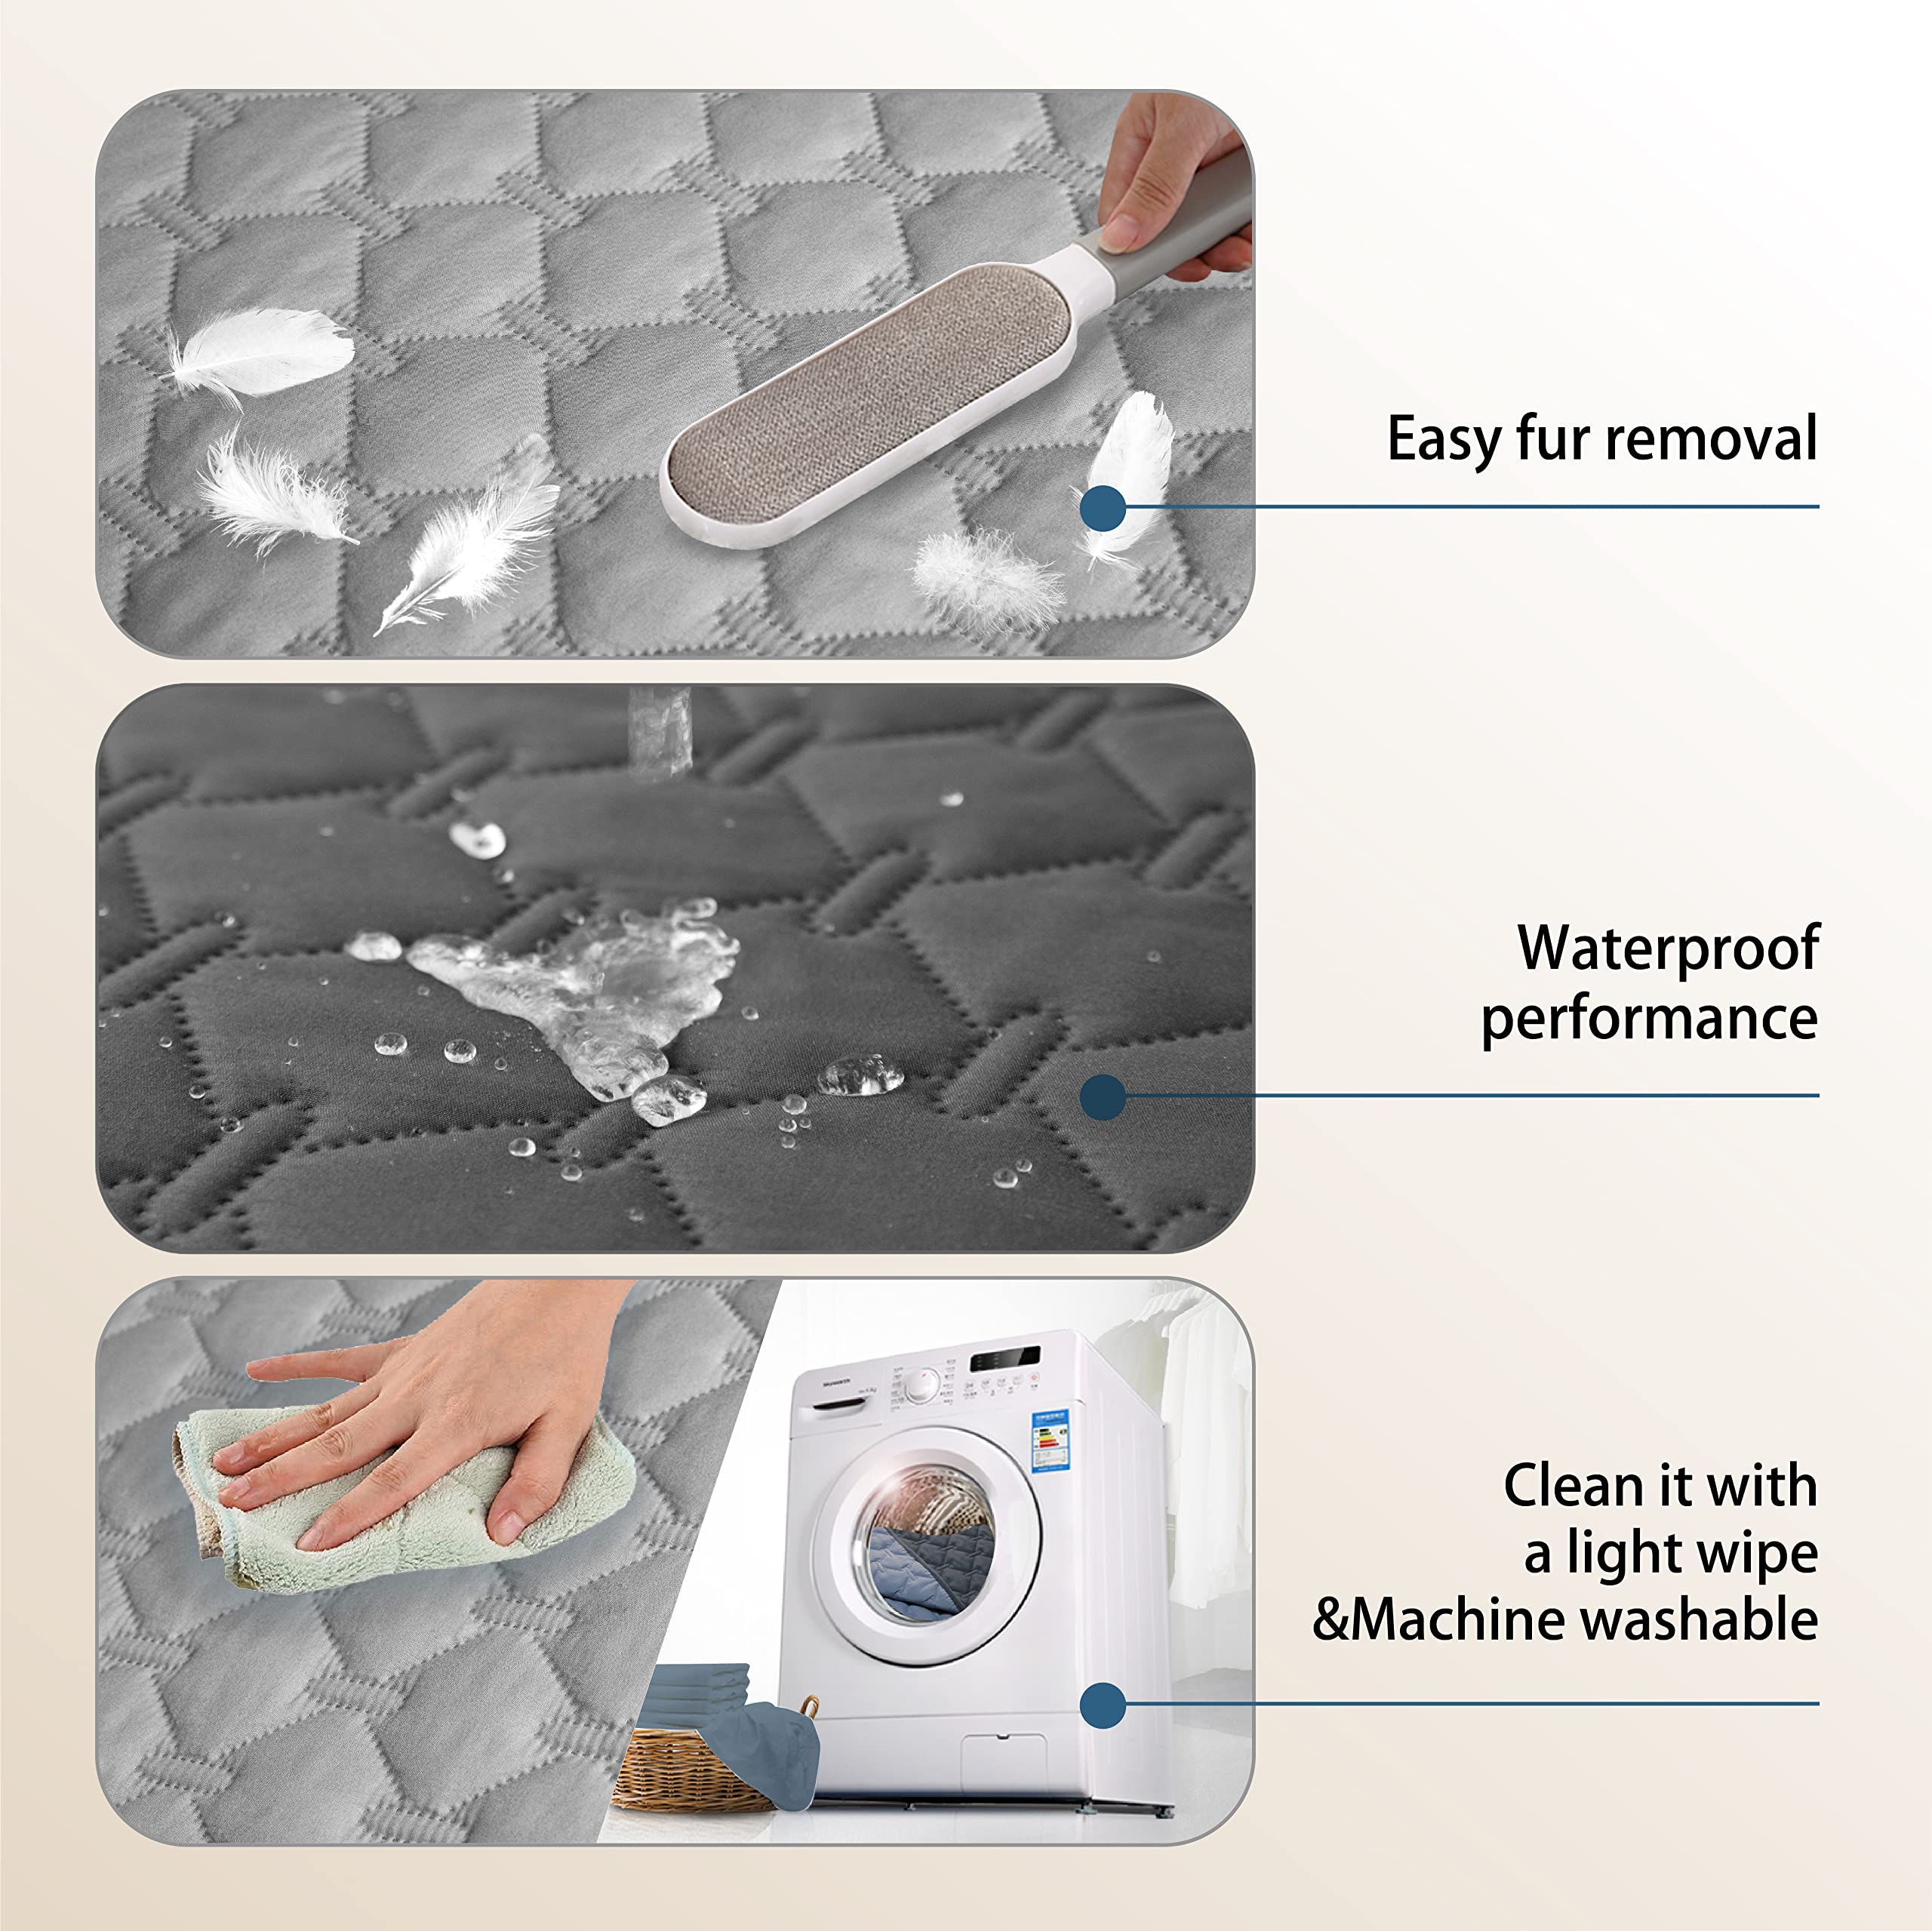 Easy fur removal
Waterproof
performance
Clean it with
a light wipe
&Machine washable